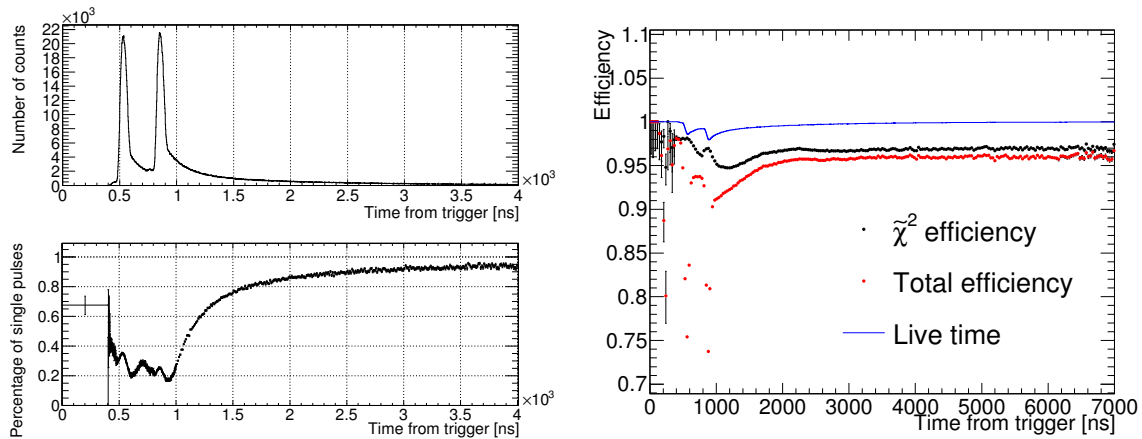 ×10³
Number of counts
22
20
18
16
14
12
10
8
6
4
2
0
0 0.5 1 1.5 2 2.5 3 3.5 4
×10³
Time from trigger [ns]
Percentage of single pulses
1
0.8
0.6
0.4
0.2
0
0 0.5 1 1.5 2 2.5 3 3.5 4
×10³
Time from trigger [ns]
Efficiency
1.1
1.05
1
0.95
0.9
0.85
0.8
0.75
0.7
χ̃² efficiency
Total efficiency
Live time
0 1000 2000 3000 4000 5000 6000 7000
Time from trigger [ns]